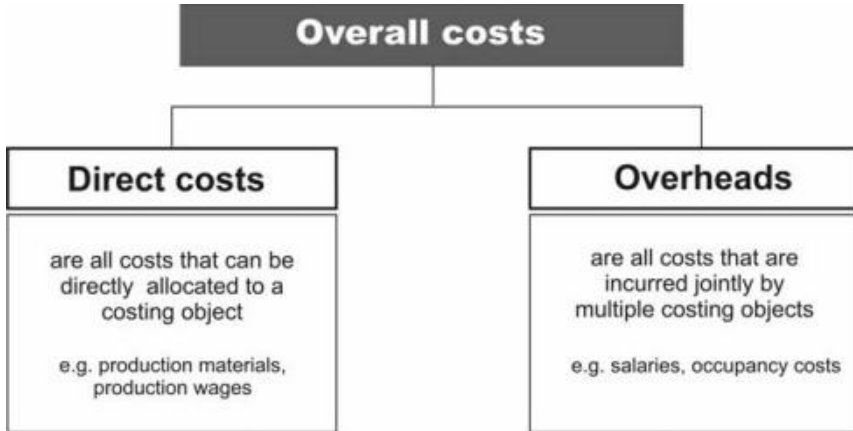 Overall costs
Direct costs
are all costs that can be
directly allocated to a
costing object
e.g. production materials,
production wages
Overheads
are all costs that are
incurred jointly by
multiple costing objects
e.g. salaries, occupancy costs